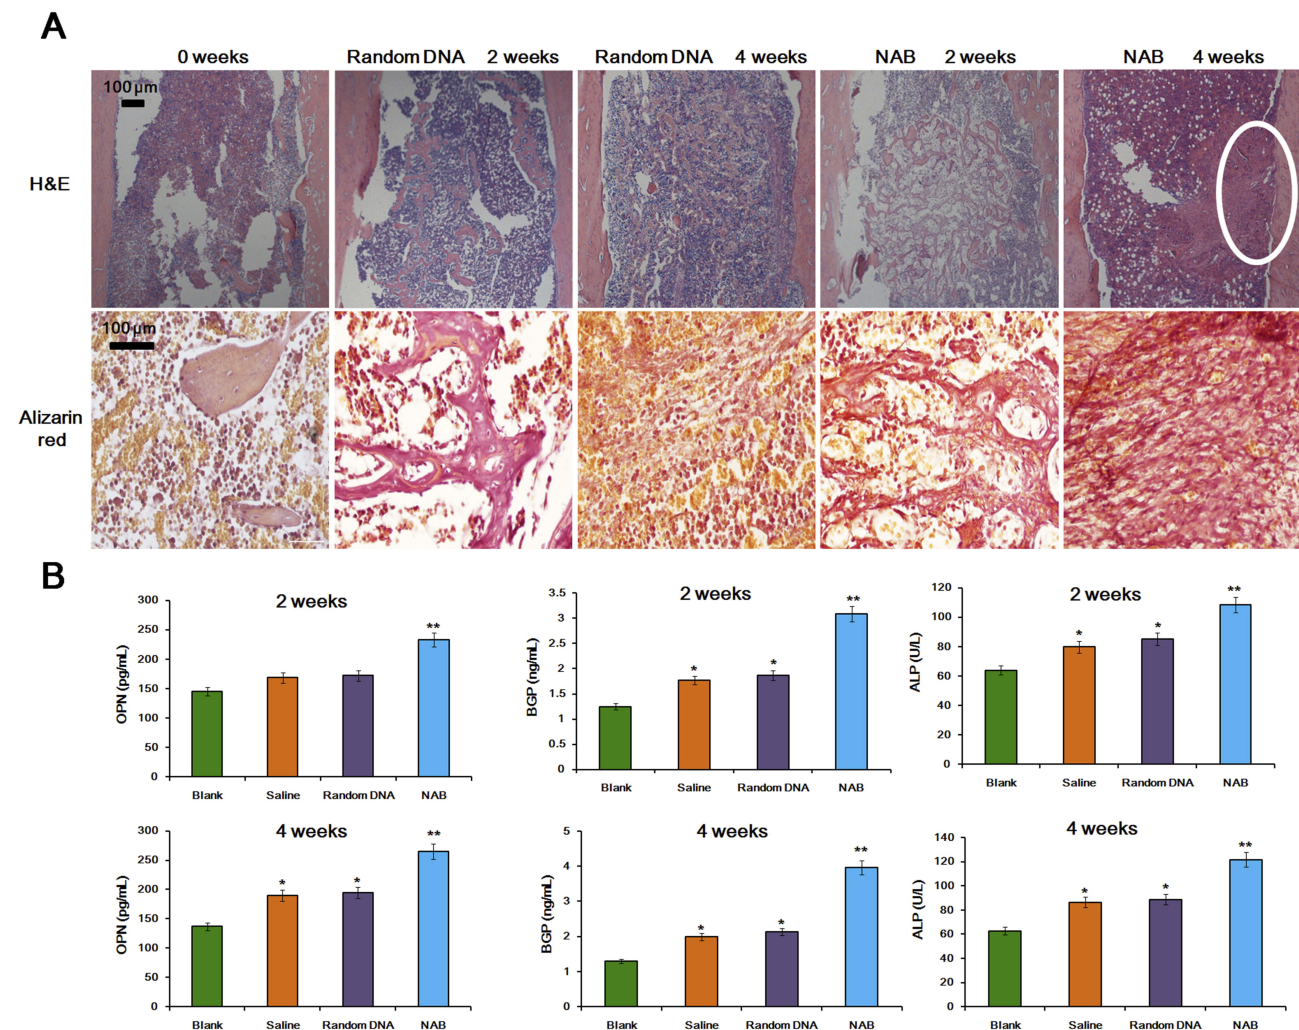 A
0 weeks
Random DNA 2 weeks
Random DNA 4 weeks
NAB 2 weeks
NAB 4 weeks
100 µm
H&E
100 µm
Alizarin
red
B
2 weeks
OPN (pg/mL)
300
250
200
150
100
50
0
**
Blank
Saline
Random DNA
NAB
2 weeks
BGP (ng/mL)
3.5
3
2.5
2
1.5
1
0.5
0
*
*
**
Blank
Saline
Random DNA
NAB
2 weeks
ALP (U/L)
120
100
80
60
40
20
0
*
*
**
Blank
Saline
Random DNA
NAB
4 weeks
OPN (pg/mL)
300
250
200
150
100
50
0
*
*
**
Blank
Saline
Random DNA
NAB
4 weeks
BGP (ng/mL)
5
4
3
2
1
0
*
*
**
Blank
Saline
Random DNA
NAB
4 weeks
ALP (U/L)
140
120
100
80
60
40
20
0
*
*
**
Blank
Saline
Random DNA
NAB